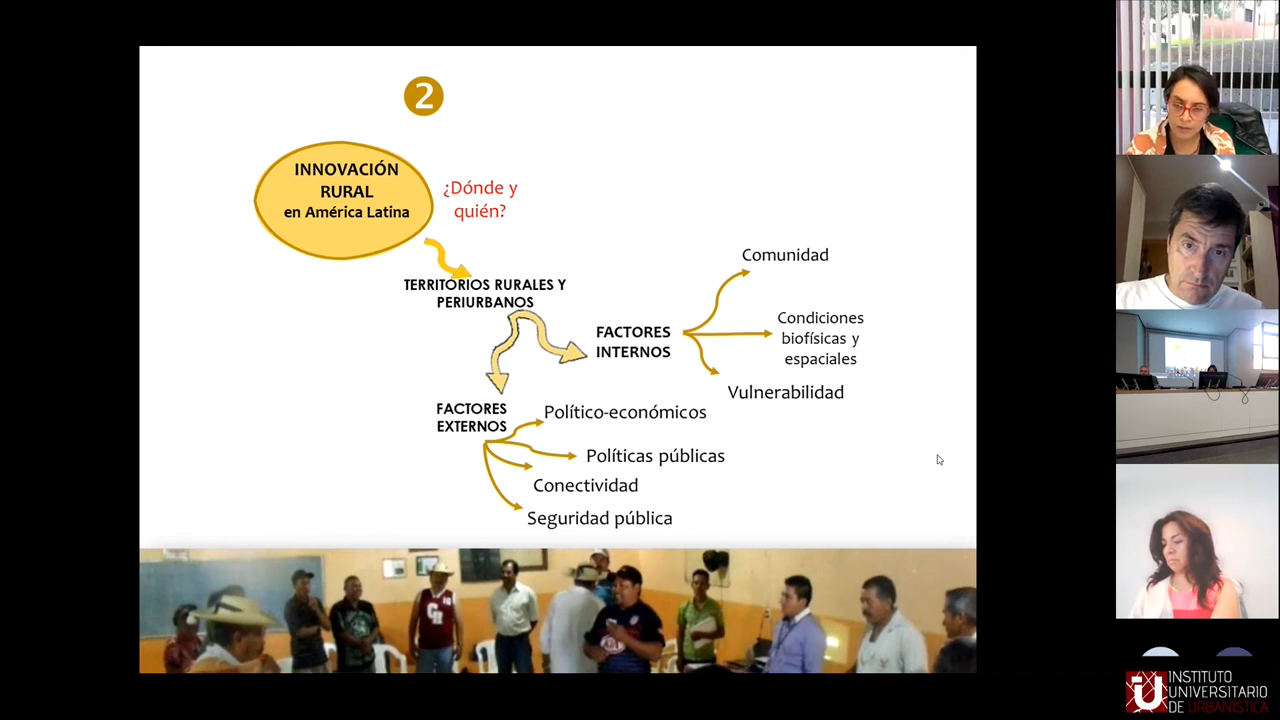 2
INNOVACIÓN
RURAL
en América Latina
¿Dónde y
quién?
TERRITORIOS RURALES Y
PERIURBANOS
FACTORES
INTERNOS
Comunidad
Condiciones
biofísicas y
espaciales
Vulnerabilidad
FACTORES
EXTERNOS
Político-económicos
Políticas públicas
Conectividad
Seguridad pública
INSTITUTO
UNIVERSITARIO
DE URBANÍSTICA